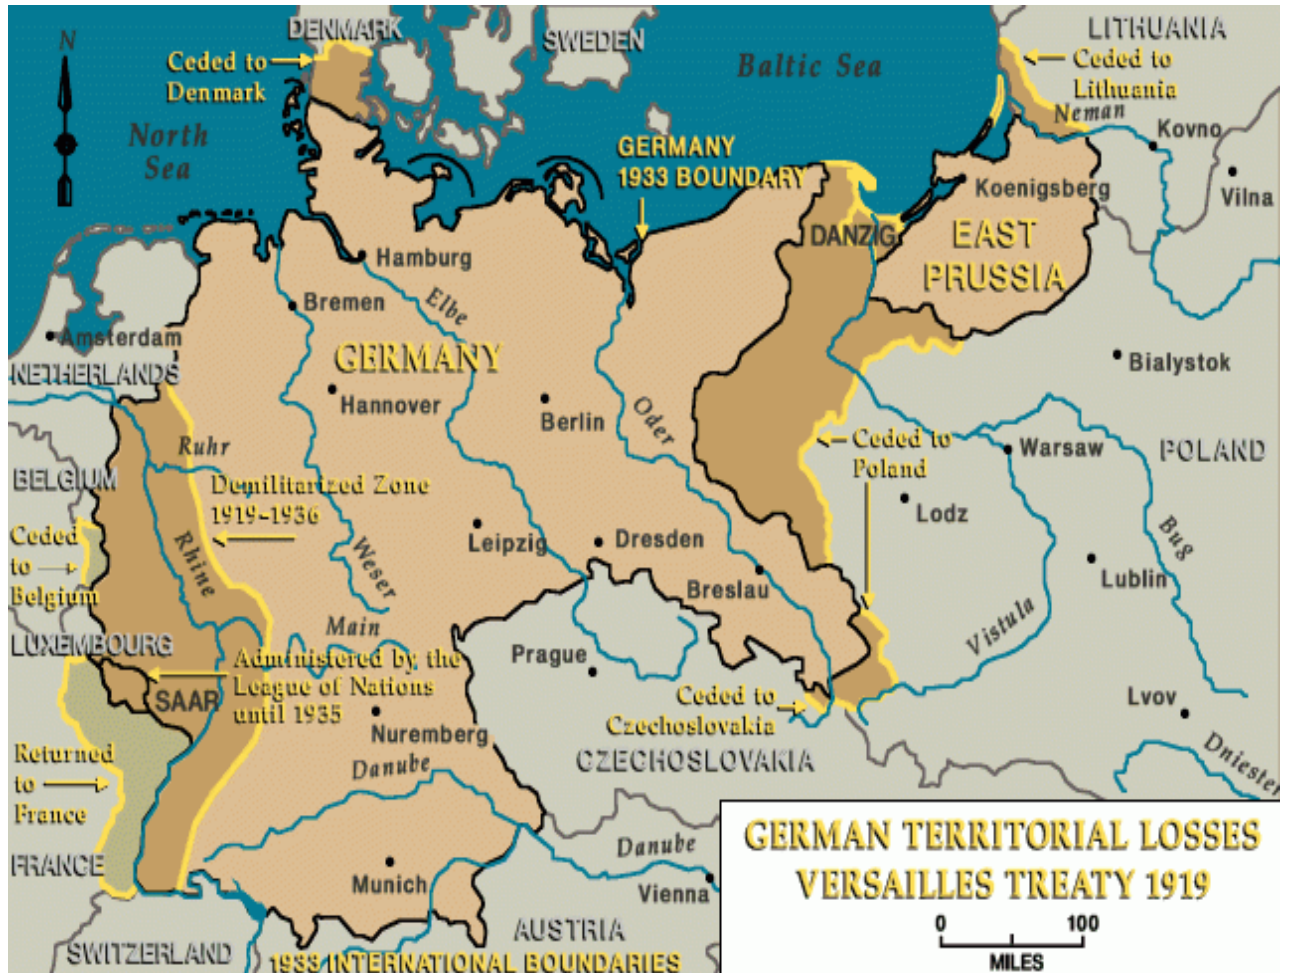 DENMARK
N
Ceded to
Denmark
SWEDEN
Baltic Sea
LITHUANIA
Ceded to
Lithuania
Neman
North
Sea
GERMANY
1933 BOUNDARY
Kovno
Vilna
Koenigsberg
EAST
PRUSSIA
DANZIG
Hamburg
Bremen
Elbe
Amsterdam
NETHERLANDS
GERMANY
Hannover
Berlin
Oder
Bialystok
Ruhr
Ceded to
Poland
Warsaw
POLAND
BELGIUM
Demilitarized Zone
1919-1936
Lodz
Ceded
to
Belgium
Rhine
Weser
Leipzig
Dresden
Breslau
Bug
Lublin
LUXEMBOURG
Main
Vistula
Administered by the
League of Nations
until 1935
SAAR
Prague
Ceded to
Czechoslovakia
Lvov
Nuremberg
Returned
to
France
Danube
CZECHOSLOVAKIA
Dniester
FRANCE
Munich
Danube
Vienna
SWITZERLAND
AUSTRIA
1933 INTERNATIONAL BOUNDARIES
GERMAN TERRITORIAL LOSSES
VERSAILLES TREATY 1919
0 100
MILES